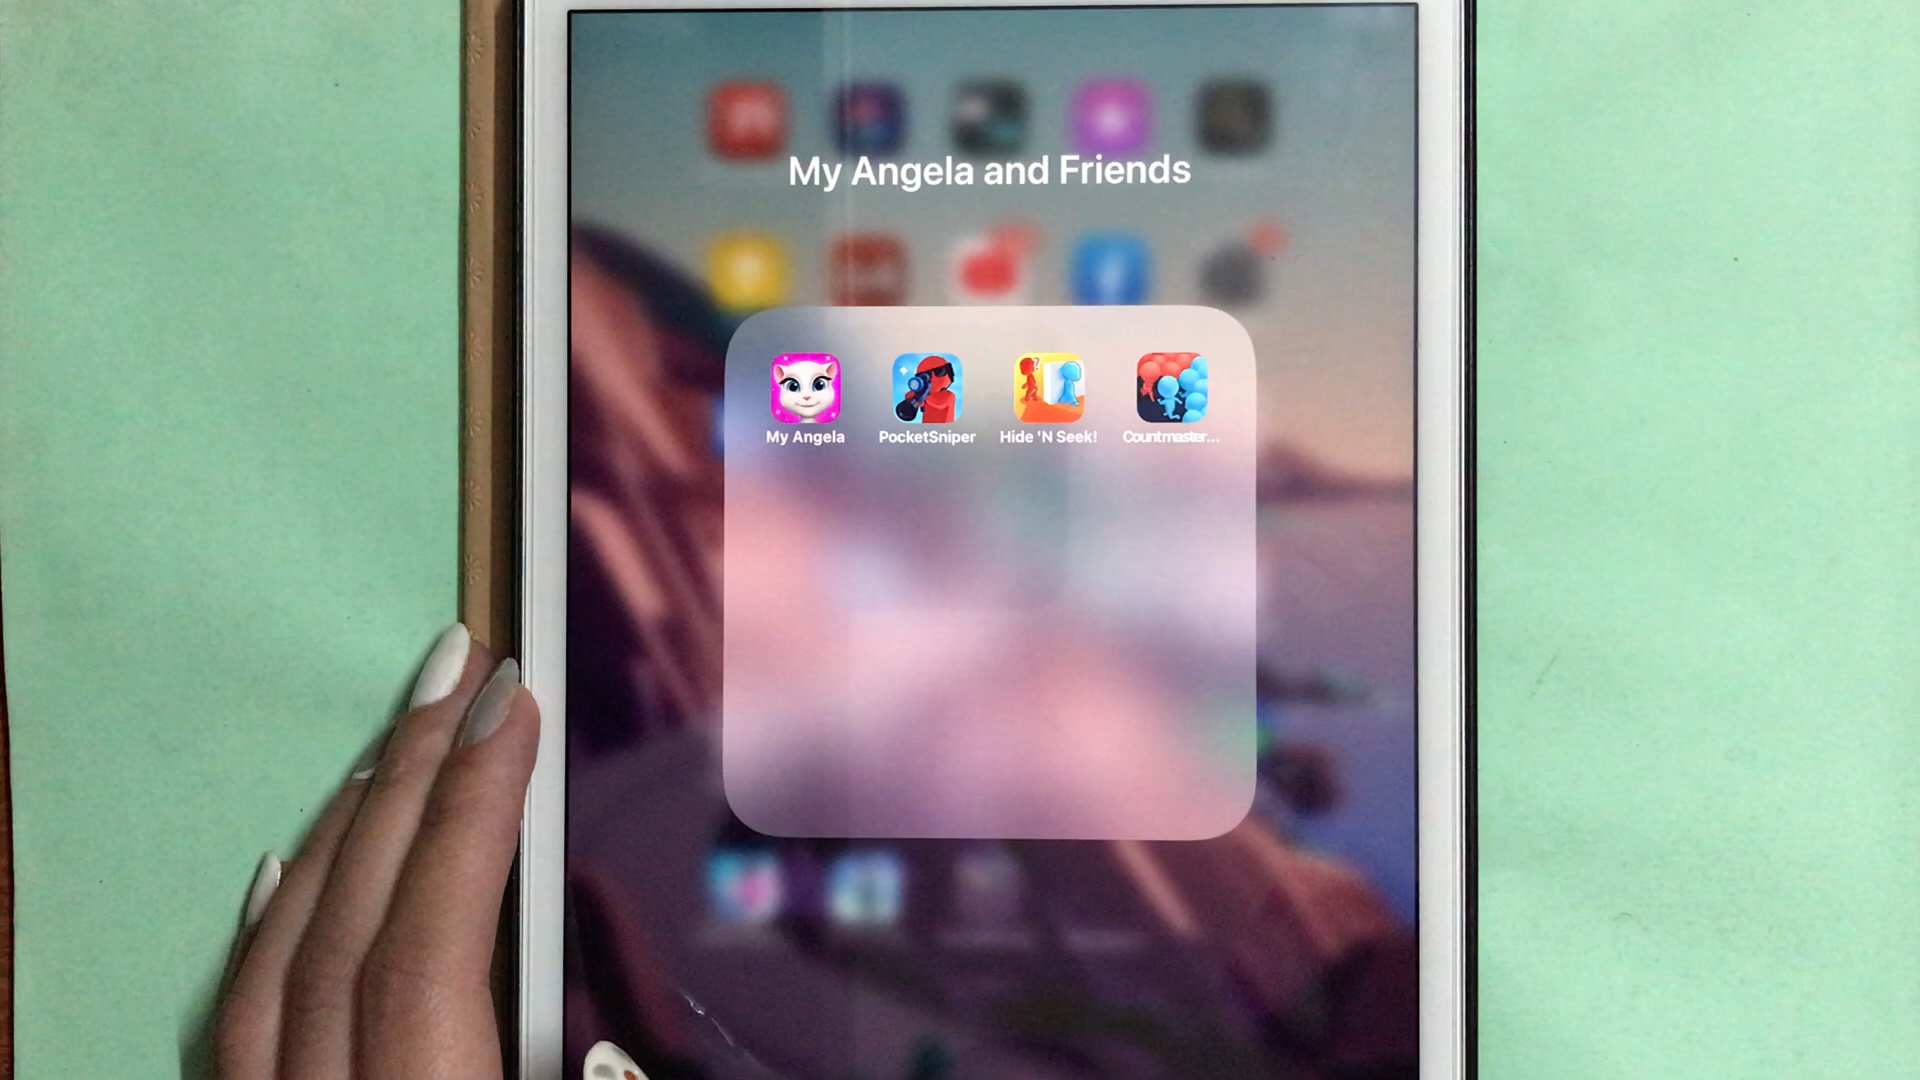 My Angela and Friends
My Angela
PocketSniper
Hide 'N Seek!
Countmaster...